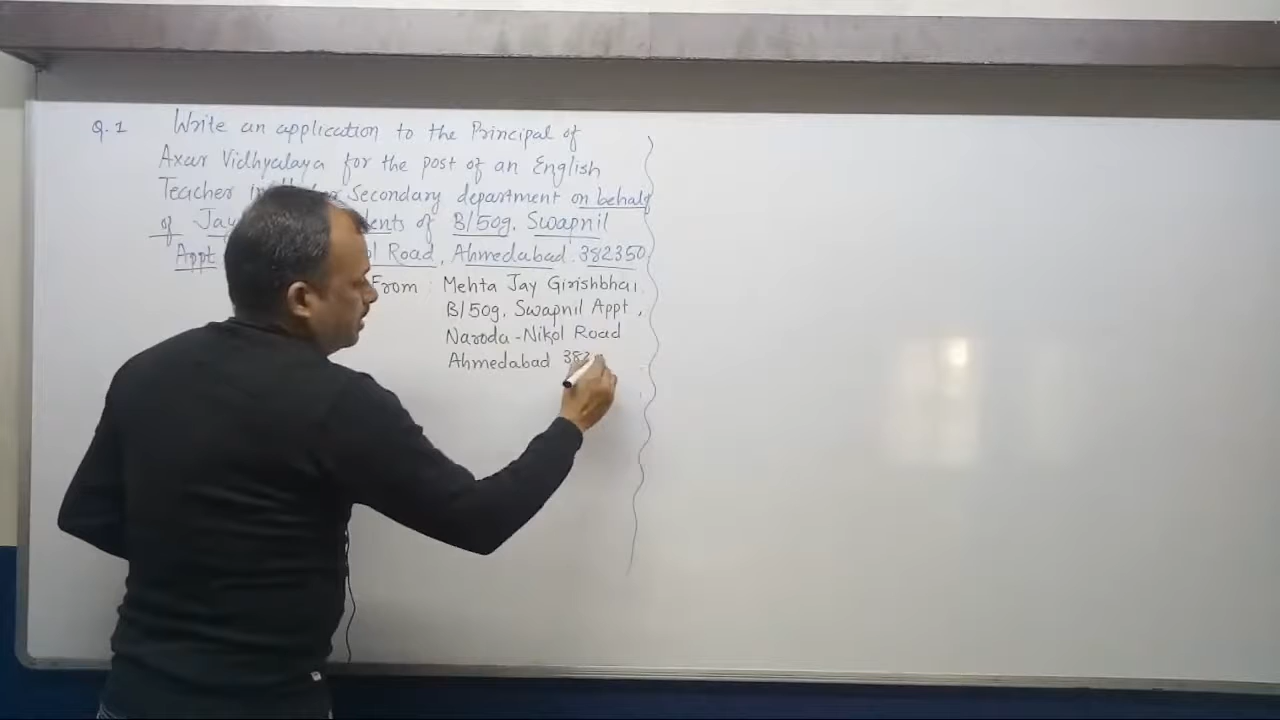 Q.1 Write an application to the Principal of
Axar Vidhyalaya for the post of an English
Teacher in Secondary department on behalf
of Jay of B/509, Swapnil
Appt Road, Ahmedabad. 382350
From : Mehta Jay Girishbhai,
B/509, Swapnil Appt,
Naroda-Nikol Road
Ahmedabad 382